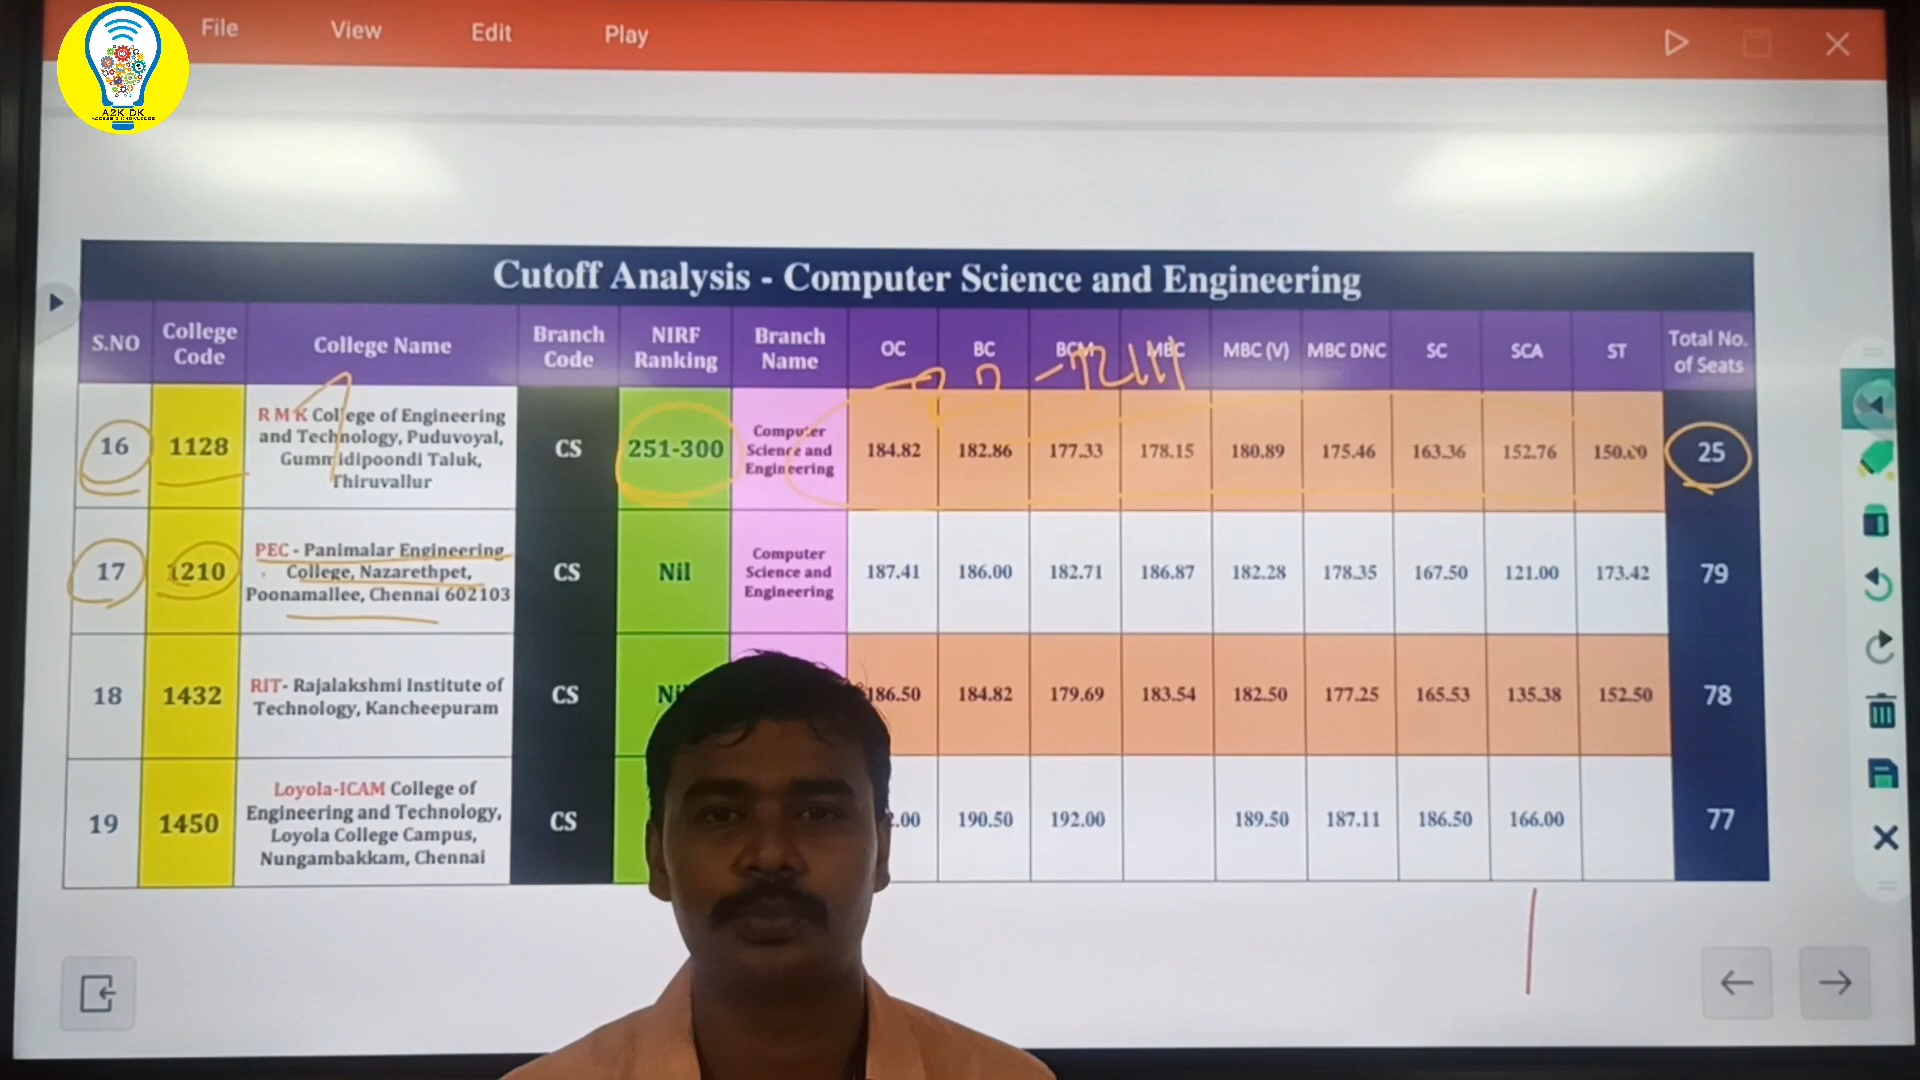 File View Edit Play
A2K DK
Cutoff Analysis - Computer Science and Engineering
S.NO College Code College Name Branch Code NIRF Ranking Branch Name OC BC BCM MBC MBC (V) MBC DNC SC SCA ST Total No. of Seats
16 1128 R M K College of Engineering and Technology, Puduvoyal, Gummidipoondi Taluk, Thiruvallur CS 251-300 Computer Science and Engineering 184.82 182.86 177.33 178.15 180.89 175.46 163.36 152.76 150.00 25
17 1210 PEC - Panimalar Engineering College, Nazarethpet, Poonamallee, Chennai 602103 CS Nil Computer Science and Engineering 187.41 186.00 182.71 186.87 182.28 178.35 167.50 121.00 173.42 79
18 1432 RIT- Rajalakshmi Institute of Technology, Kancheepuram CS 186.50 184.82 179.69 183.54 182.50 177.25 165.53 135.38 152.50 78
19 1450 Loyola-ICAM College of Engineering and Technology, Loyola College Campus, Nungambakkam, Chennai CS 190.50 192.00 189.50 187.11 186.50 166.00 77